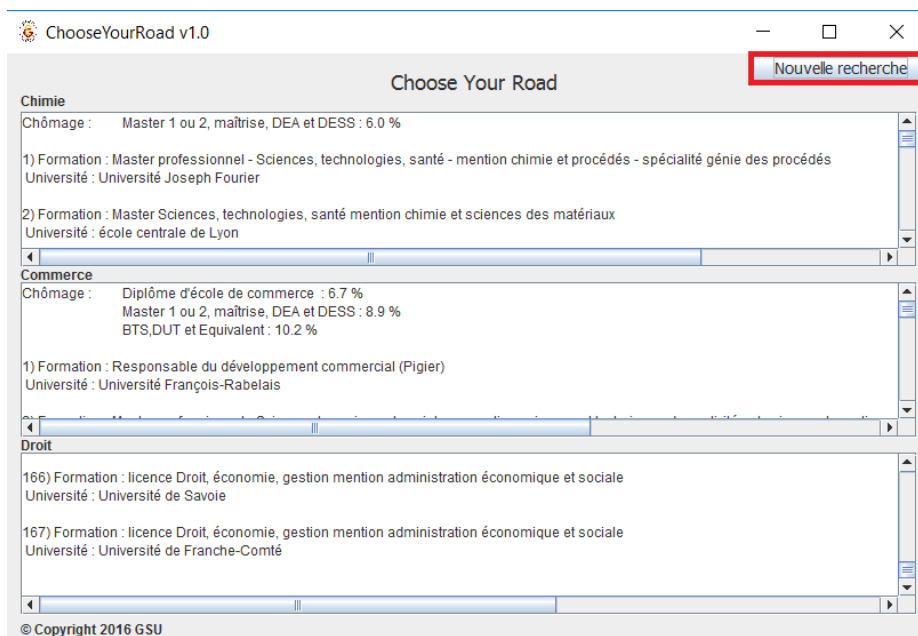 ChooseYourRoad v1.0
Nouvelle recherche
Choose Your Road
Chimie
Chômage : Master 1 ou 2, maîtrise, DEA et DESS : 6.0 %
1) Formation : Master professionnel - Sciences, technologies, santé - mention chimie et procédés - spécialité génie des procédés
Université : Université Joseph Fourier
2) Formation : Master Sciences, technologies, santé mention chimie et sciences des matériaux
Université : école centrale de Lyon
Commerce
Chômage : Diplôme d'école de commerce : 6.7 %
Master 1 ou 2, maîtrise, DEA et DESS : 8.9 %
BTS,DUT et Equivalent : 10.2 %
1) Formation : Responsable du développement commercial (Pigier)
Université : Université François-Rabelais
Droit
166) Formation : licence Droit, économie, gestion mention administration économique et sociale
Université : Université de Savoie
167) Formation : licence Droit, économie, gestion mention administration économique et sociale
Université : Université de Franche-Comté
© Copyright 2016 GSU